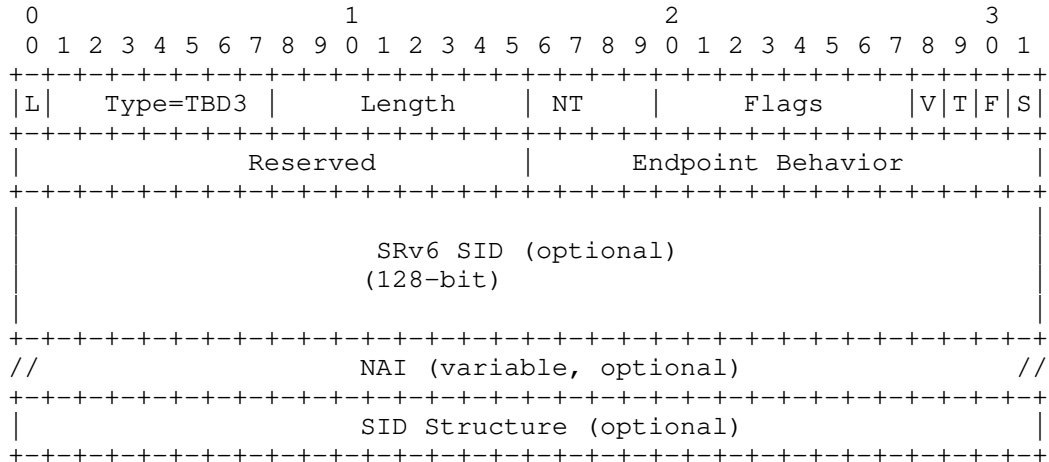 0                   1                   2                   3
 0 1 2 3 4 5 6 7 8 9 0 1 2 3 4 5 6 7 8 9 0 1 2 3 4 5 6 7 8 9 0 1
+-+-+-+-+-+-+-+-+-+-+-+-+-+-+-+-+-+-+-+-+-+-+-+-+-+-+-+-+-+-+-+-+
|L|   Type=TBD3 |     Length    | NT    |     Flags     |V|T|F|S|
+-+-+-+-+-+-+-+-+-+-+-+-+-+-+-+-+-+-+-+-+-+-+-+-+-+-+-+-+-+-+-+-+
|              Reserved         |      Endpoint Behavior        |
+-+-+-+-+-+-+-+-+-+-+-+-+-+-+-+-+-+-+-+-+-+-+-+-+-+-+-+-+-+-+-+-+
|                                                               |
|                      SRv6 SID (optional)                      |
|                     (128-bit)                                 |
|                                                               |
+-+-+-+-+-+-+-+-+-+-+-+-+-+-+-+-+-+-+-+-+-+-+-+-+-+-+-+-+-+-+-+-+
//                    NAI (variable, optional)                 //
+-+-+-+-+-+-+-+-+-+-+-+-+-+-+-+-+-+-+-+-+-+-+-+-+-+-+-+-+-+-+-+-+
|                     SID Structure (optional)                  |
+-+-+-+-+-+-+-+-+-+-+-+-+-+-+-+-+-+-+-+-+-+-+-+-+-+-+-+-+-+-+-+-+